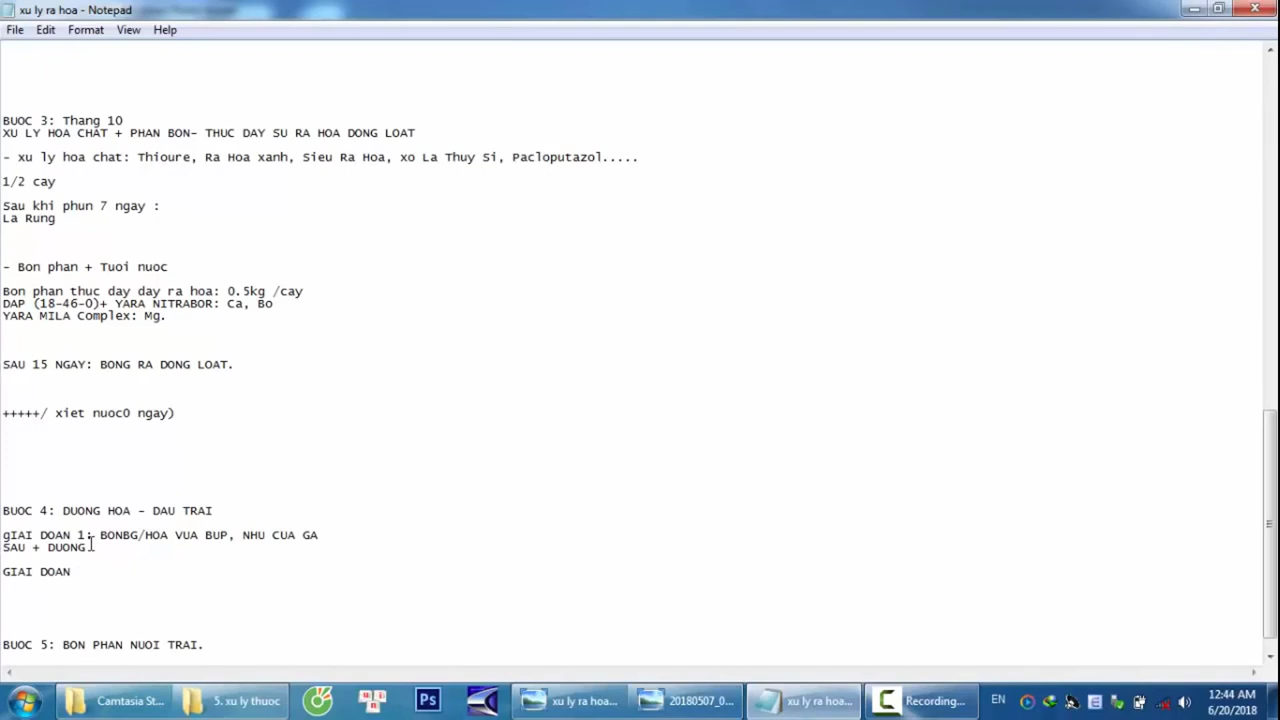 xu ly ra hoa - Notepad
File Edit Format View Help
BUOC 3: Thang 10
XU LY HOA CHAT + PHAN BON- THUC DAY SU RA HOA DONG LOAT
- xu ly hoa chat: Thioure, Ra Hoa xanh, Sieu Ra Hoa, xo La Thuy Si, Pacloputazol.....
1/2 cay
Sau khi phun 7 ngay :
La Rung
- Bon phan + Tuoi nuoc
Bon phan thuc day day ra hoa: 0.5kg /cay
DAP (18-46-0)+ YARA NITRABOR: Ca, Bo
YARA MILA Complex: Mg.
SAU 15 NGAY: BONG RA DONG LOAT.
+++++/ xiet nuoc0 ngay)
BUOC 4: DUONG HOA - DAU TRAI
gIAI DOAN 1: BONBG/HOA VUA BUP, NHU CUA GA
SAU + DUONG.
GIAI DOAN
BUOC 5: BON PHAN NUOI TRAI.
Camtasia St... 5. xu ly thuoc Ps xu ly ra hoa... 20180507_0... xu ly ra hoa... Recording... EN 12:44 AM
6/20/2018